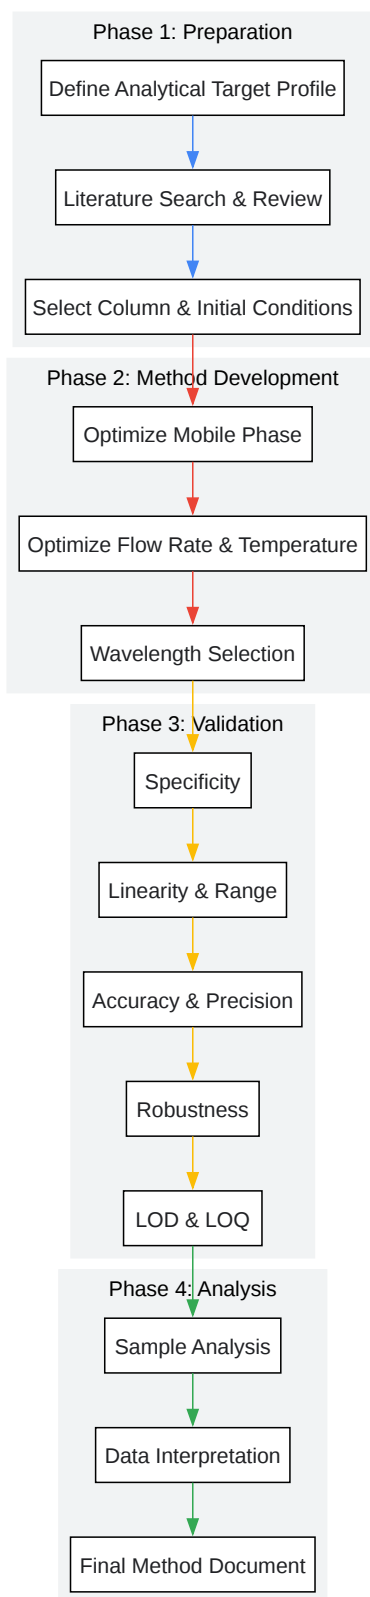 Phase 1: Preparation
Define Analytical Target Profile
Literature Search & Review
Select Column & Initial Conditions
Phase 2: Method Development
Optimize Mobile Phase
Optimize Flow Rate & Temperature
Wavelength Selection
Phase 3: Validation
Specificity
Linearity & Range
Accuracy & Precision
Robustness
LOD & LOQ
Phase 4: Analysis
Sample Analysis
Data Interpretation
Final Method Document